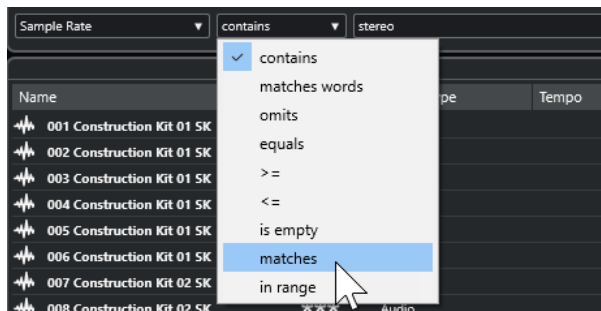 Sample Rate contains stereo
contains
matches words
Name pe Tempo
omits
001 Construction Kit 01 SK
equals
002 Construction Kit 01 SK
>=
003 Construction Kit 01 SK
<=
004 Construction Kit 01 SK
is empty
005 Construction Kit 01 SK
matches
006 Construction Kit 01 SK
in range
007 Construction Kit 02 SK
008 Construction Kit 02 SK *** Audio